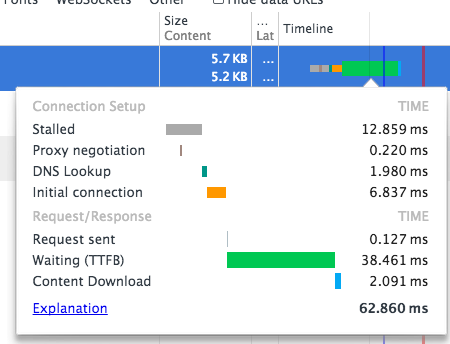 Fonts WebSockets Other Hide data URLs
Size ... Timeline
Content Lat
5.7 KB ...
5.2 KB ...
Connection Setup TIME
Stalled 12.859 ms
Proxy negotiation 0.220 ms
DNS Lookup 1.980 ms
Initial connection 6.837 ms
Request/Response TIME
Request sent 0.127 ms
Waiting (TTFB) 38.461 ms
Content Download 2.091 ms
Explanation 62.860 ms